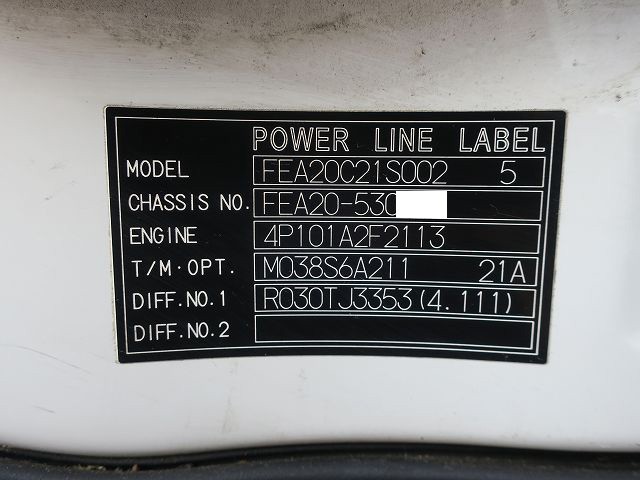 POWER LINE LABEL
MODEL FEA20C21S002 5
CHASSIS NO. FEA20-530
ENGINE 4P101A2F2113
T/M·OPT. M038S6A211 21A
DIFF.NO.1 R030TJ3353(4.111)
DIFF.NO.2